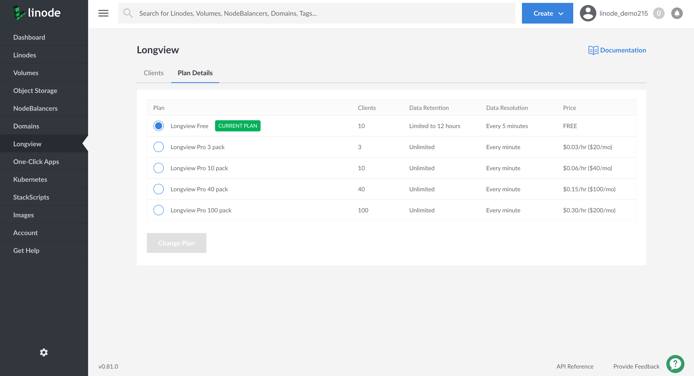 linode
Search for Linodes, Volumes, NodeBalancers, Domains, Tags...
Create
linode_demo215
0
Dashboard
Linodes
Volumes
Object Storage
NodeBalancers
Domains
Longview
One-Click Apps
Kubernetes
StackScripts
Images
Account
Get Help
Longview
Documentation
Clients Plan Details
Plan Clients Data Retention Data Resolution Price
Longview Free CURRENT PLAN 10 Limited to 12 hours Every 5 minutes FREE
Longview Pro 3 pack 3 Unlimited Every minute $0.03/hr ($20/mo)
Longview Pro 10 pack 10 Unlimited Every minute $0.06/hr ($40/mo)
Longview Pro 40 pack 40 Unlimited Every minute $0.15/hr ($100/mo)
Longview Pro 100 pack 100 Unlimited Every minute $0.30/hr ($200/mo)
Change Plan
v0.81.0 API Reference Provide Feedback
?